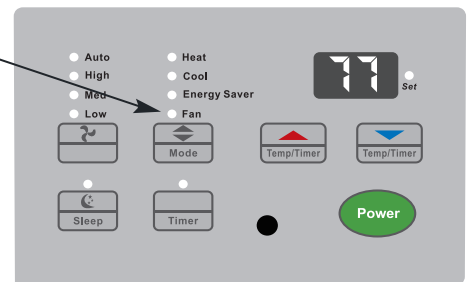 Auto
High
Med
Low
Heat
Cool
Energy Saver
Fan
77
Set
Mode
Temp/Timer
Temp/Timer
Sleep
Timer
Power